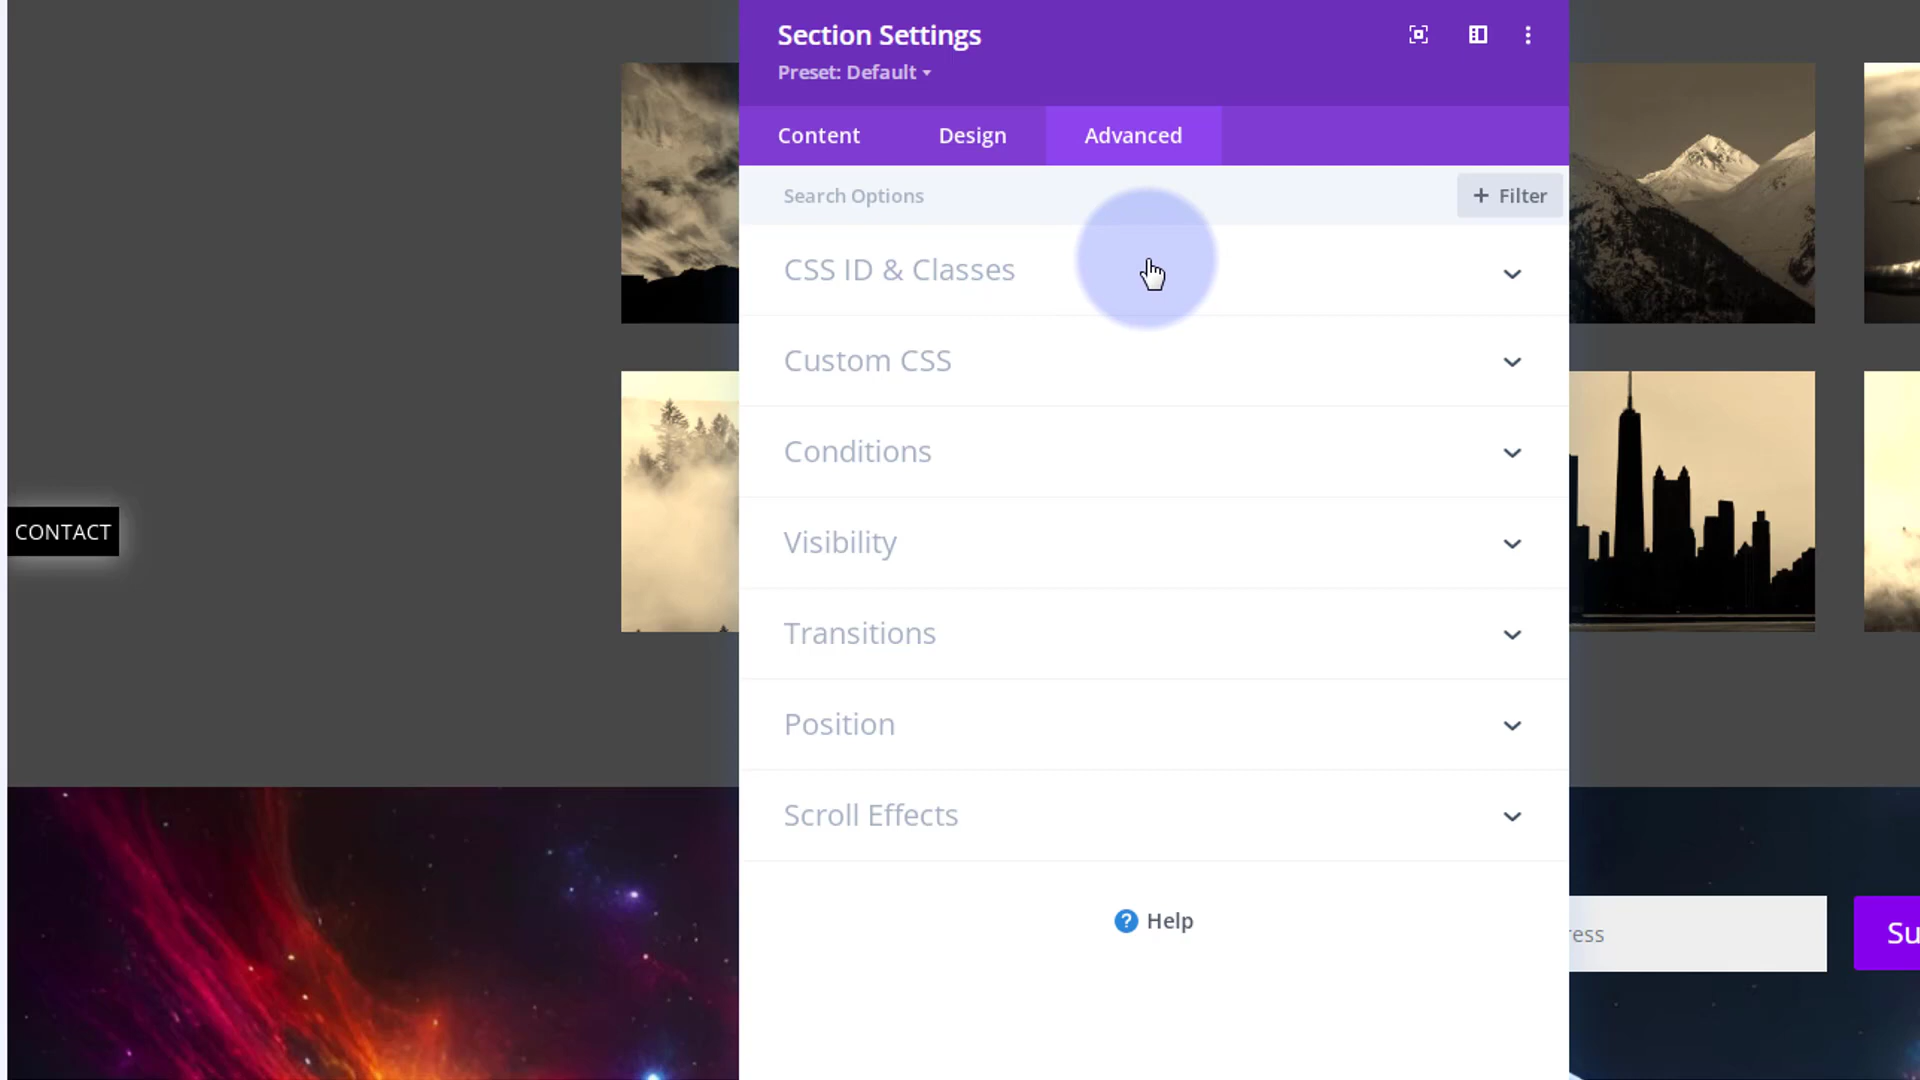 Section Settings
Preset: Default
Content Design Advanced
Search Options
+ Filter
CSS ID & Classes
Custom CSS
Conditions
CONTACT
Visibility
Transitions
Position
Scroll Effects
? Help
ress
Su